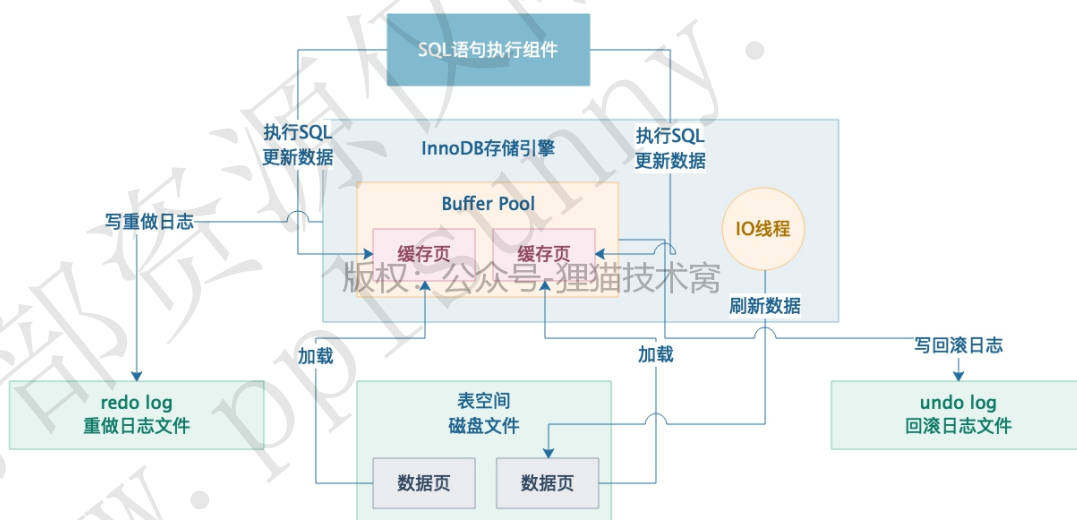 SQL语句执行组件
执行SQL
更新数据
InnoDB存储引擎
执行SQL
更新数据
Buffer Pool
写重做日志
IO线程
缓存页
缓存页
版权：公众号-狸猫技术窝
刷新数据
加载
加载
写回滚日志
redo log
重做日志文件
表空间
磁盘文件
undo log
回滚日志文件
数据页
数据页
部资源仅
w.pplsunny.